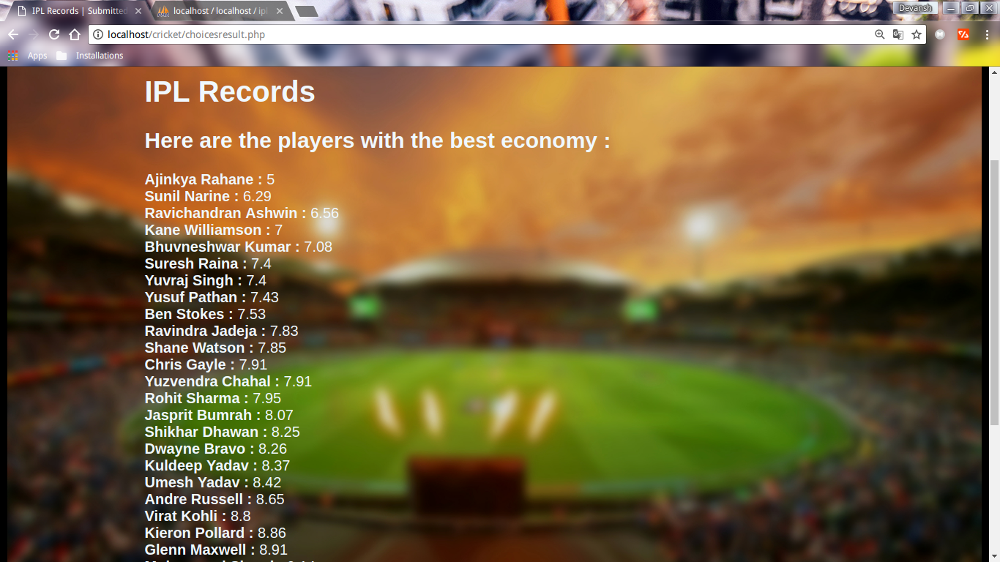 IPL Records | Submitted
localhost / localhost / ipl
Devansh
localhost/cricket/choicesresult.php
Apps
Installations
IPL Records
Here are the players with the best economy :
Ajinkya Rahane : 5
Sunil Narine : 6.29
Ravichandran Ashwin : 6.56
Kane Williamson : 7
Bhuvneshwar Kumar : 7.08
Suresh Raina : 7.4
Yuvraj Singh : 7.4
Yusuf Pathan : 7.43
Ben Stokes : 7.53
Ravindra Jadeja : 7.83
Shane Watson : 7.85
Chris Gayle : 7.91
Yuzvendra Chahal : 7.91
Rohit Sharma : 7.95
Jasprit Bumrah : 8.07
Shikhar Dhawan : 8.25
Dwayne Bravo : 8.26
Kuldeep Yadav : 8.37
Umesh Yadav : 8.42
Andre Russell : 8.65
Virat Kohli : 8.8
Kieron Pollard : 8.86
Glenn Maxwell : 8.91